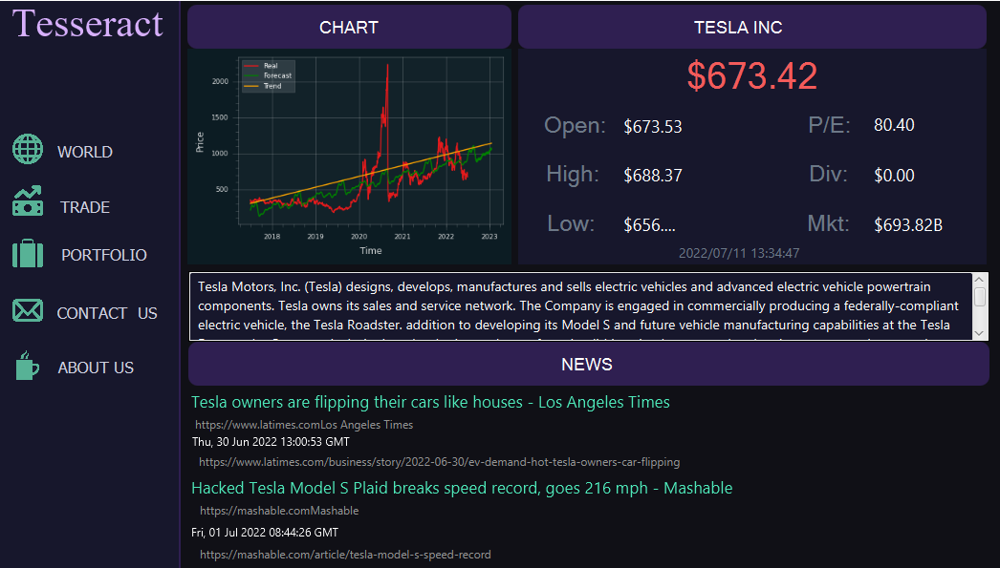 Tesseract
WORLD
TRADE
PORTFOLIO
CONTACT US
ABOUT US
CHART
Real
Forecast
Trend
2000
1500
1000
500
Price
2018 2019 2020 2021 2022 2023
Time
TESLA INC
$673.42
Open: $673.53 P/E: 80.40
High: $688.37 Div: $0.00
Low: $656.... Mkt: $693.82B
2022/07/11 13:34:47
Tesla Motors, Inc. (Tesla) designs, develops, manufactures and sells electric vehicles and advanced electric vehicle powertrain
components. Tesla owns its sales and service network. The Company is engaged in commercially producing a federally-compliant
electric vehicle, the Tesla Roadster. addition to developing its Model S and future vehicle manufacturing capabilities at the Tesla
NEWS
Tesla owners are flipping their cars like houses - Los Angeles Times
https://www.latimes.comLos Angeles Times
Thu, 30 Jun 2022 13:00:53 GMT
https://www.latimes.com/business/story/2022-06-30/ev-demand-hot-tesla-owners-car-flipping
Hacked Tesla Model S Plaid breaks speed record, goes 216 mph - Mashable
https://mashable.comMashable
Fri, 01 Jul 2022 08:44:26 GMT
https://mashable.com/article/tesla-model-s-speed-record